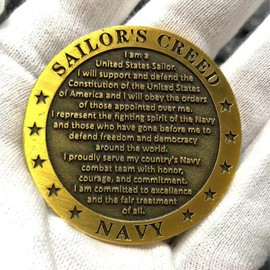 SAILOR'S CREED
I am a
United States Sailor.
I will support and defend the
Constitution of the United States
of America and I will obey the orders
of those appointed over me.
I represent the fighting spirit of the Navy
and those who have gone before me to
defend freedom and democracy
around the world.
I proudly serve my country's Navy
combat team with honor,
courage, and commitment.
I am committed to excellence
and the fair treatment
of all.
NAVY